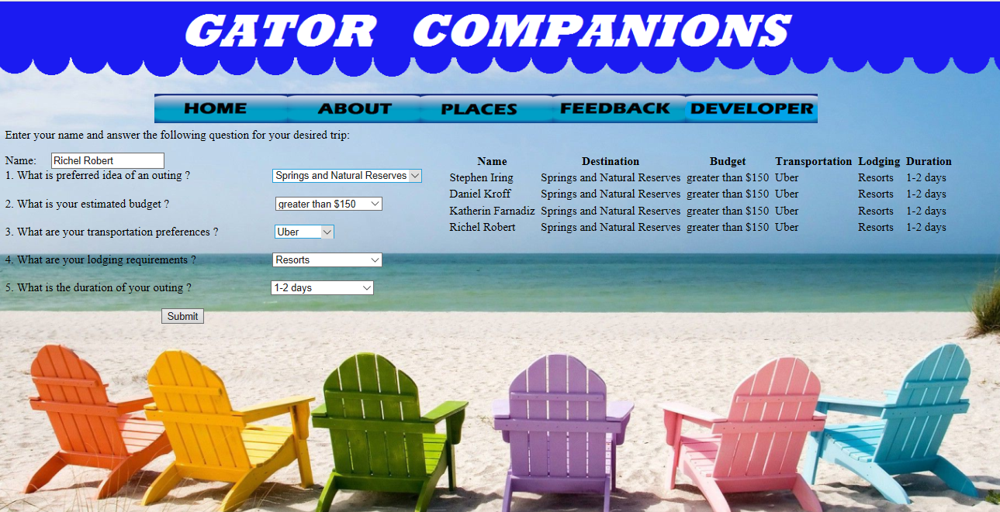 GATOR COMPANIONS
HOME ABOUT PLACES FEEDBACK DEVELOPER
Enter your name and answer the following question for your desired trip:
Name: Richel Robert
1. What is preferred idea of an outing ? Springs and Natural Reserves
2. What is your estimated budget ? greater than $150
3. What are your transportation preferences ? Uber
4. What are your lodging requirements ? Resorts
5. What is the duration of your outing ? 1-2 days
Submit
Name Destination Budget Transportation Lodging Duration
Stephen Iring Springs and Natural Reserves greater than $150 Uber Resorts 1-2 days
Daniel Kroff Springs and Natural Reserves greater than $150 Uber Resorts 1-2 days
Katherin Farnadiz Springs and Natural Reserves greater than $150 Uber Resorts 1-2 days
Richel Robert Springs and Natural Reserves greater than $150 Uber Resorts 1-2 days